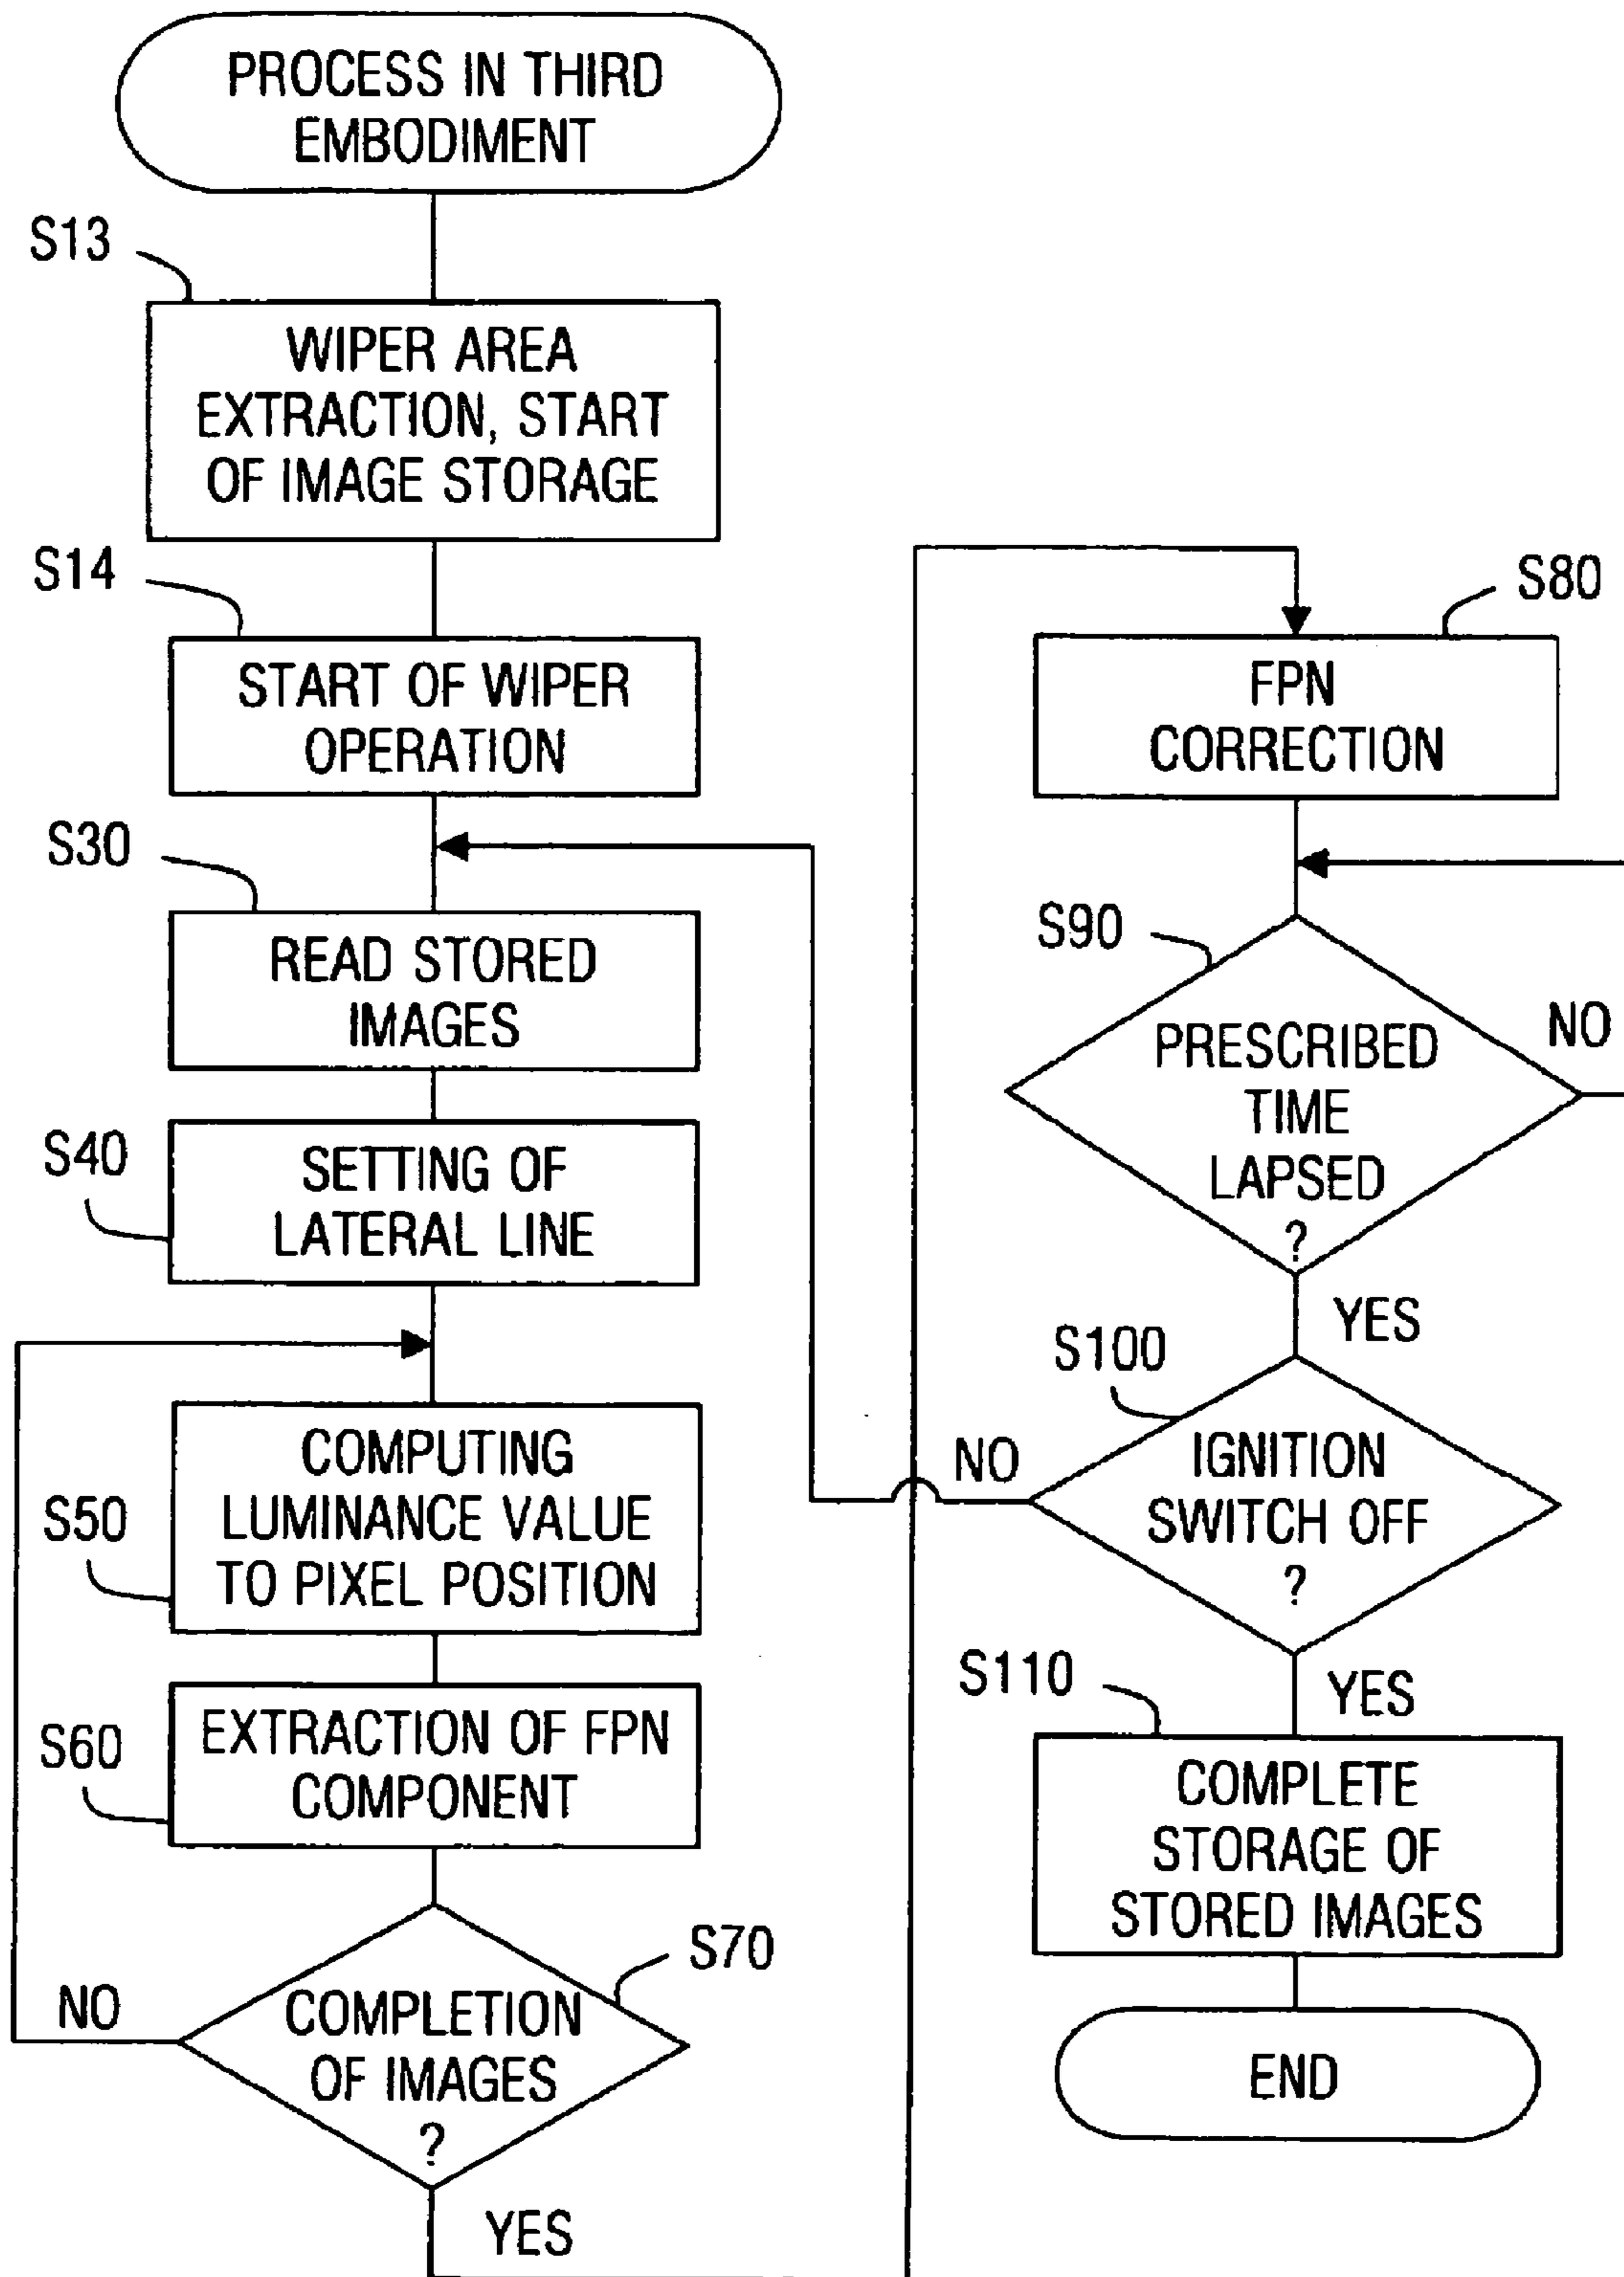 PROCESS IN THIRD
EMBODIMENT
S13
WIPER AREA
EXTRACTION, START
OF IMAGE STORAGE
S14
START OF WIPER
OPERATION
S30
READ STORED
IMAGES
S40
SETTING OF
LATERAL LINE
S50
COMPUTING
LUMINANCE VALUE
TO PIXEL POSITION
S60
EXTRACTION OF FPN
COMPONENT
S70
COMPLETION
OF IMAGES
?
NO
YES
S80
FPN
CORRECTION
S90
PRESCRIBED
TIME
LAPSED
?
NO
YES
S100
IGNITION
SWITCH OFF
?
NO
YES
S110
COMPLETE
STORAGE OF
STORED IMAGES
END